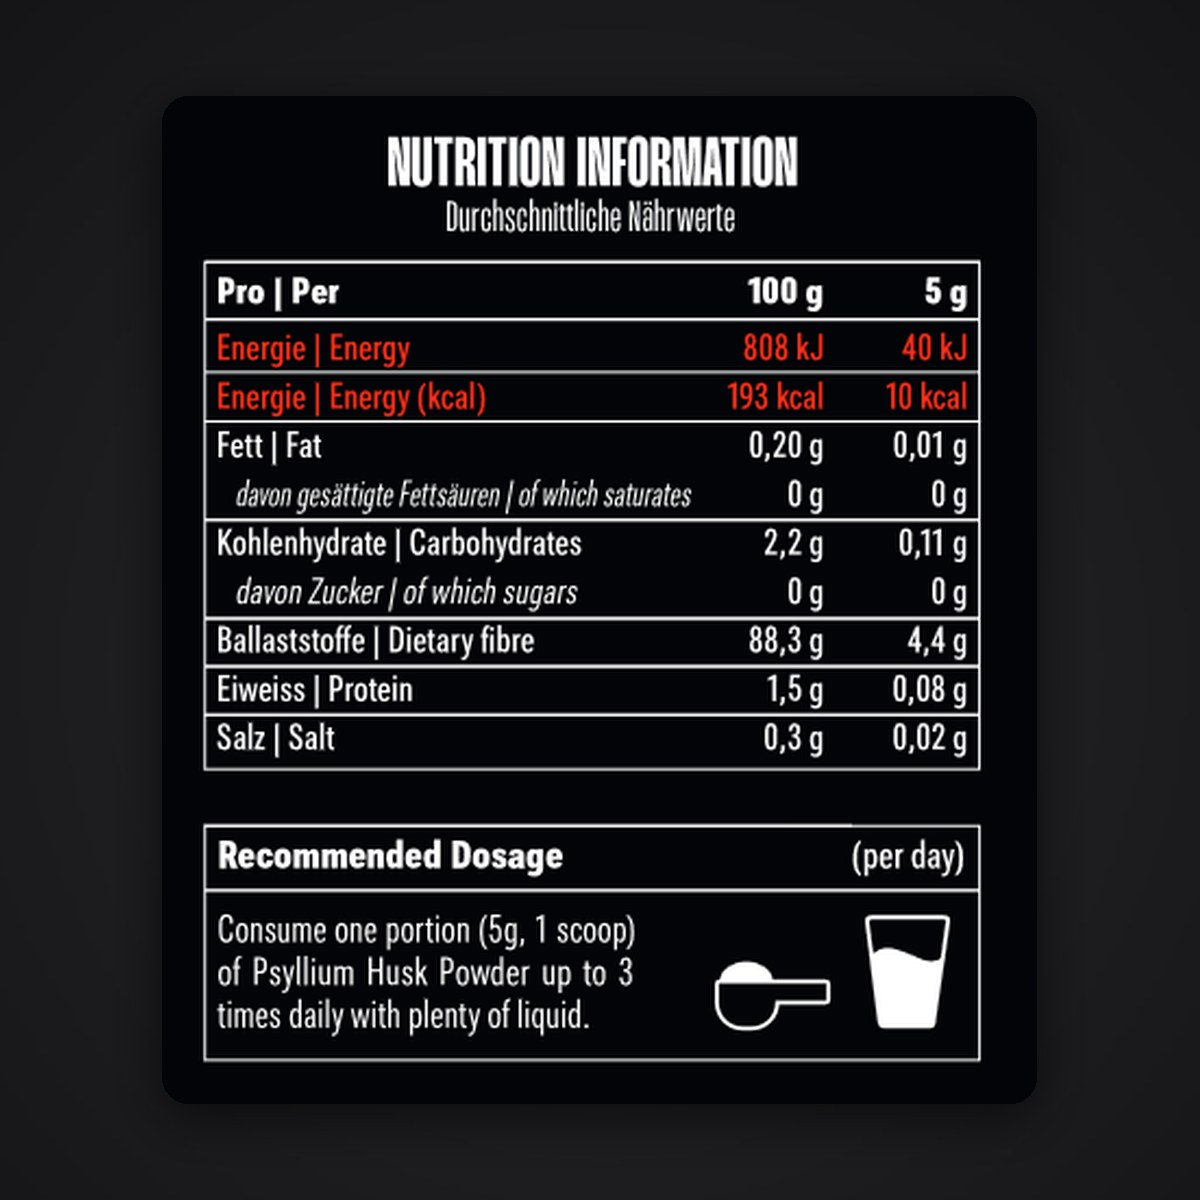 NUTRITION INFORMATION
Durchschnittliche Nährwerte
Pro | Per 100 g 5 g
Energie | Energy 808 kJ 40 kJ
Energie | Energy (kcal) 193 kcal 10 kcal
Fett | Fat 0,20 g 0,01 g
davon gesättigte Fettsäuren | of which saturates 0 g 0 g
Kohlenhydrate | Carbohydrates 2,2 g 0,11 g
davon Zucker | of which sugars 0 g 0 g
Ballaststoffe | Dietary fibre 88,3 g 4,4 g
Eiweiss | Protein 1,5 g 0,08 g
Salz | Salt 0,3 g 0,02 g
Recommended Dosage (per day)
Consume one portion (5g, 1 scoop)
of Psyllium Husk Powder up to 3
times daily with plenty of liquid.